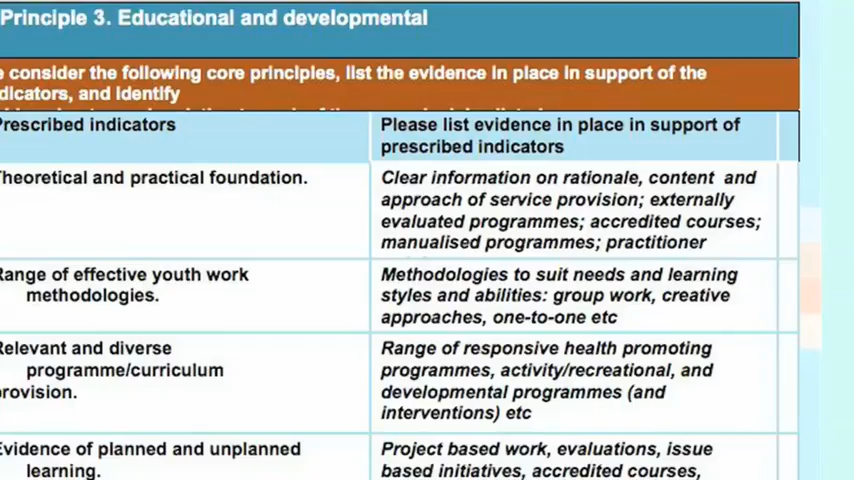 Principle 3. Educational and developmental
e consider the following core principles, list the evidence in place in support of the
dicators, and identify
Prescribed indicators
Please list evidence in place in support of
prescribed indicators
Theoretical and practical foundation.
Clear information on rationale, content and
approach of service provision; externally
evaluated programmes; accredited courses;
manualised programmes; practitioner
Range of effective youth work
methodologies.
Methodologies to suit needs and learning
styles and abilities: group work, creative
approaches, one-to-one etc
Relevant and diverse
programme/curriculum
provision.
Range of responsive health promoting
programmes, activity/recreational, and
developmental programmes (and
interventions) etc
Evidence of planned and unplanned
learning.
Project based work, evaluations, issue
based initiatives, accredited courses,